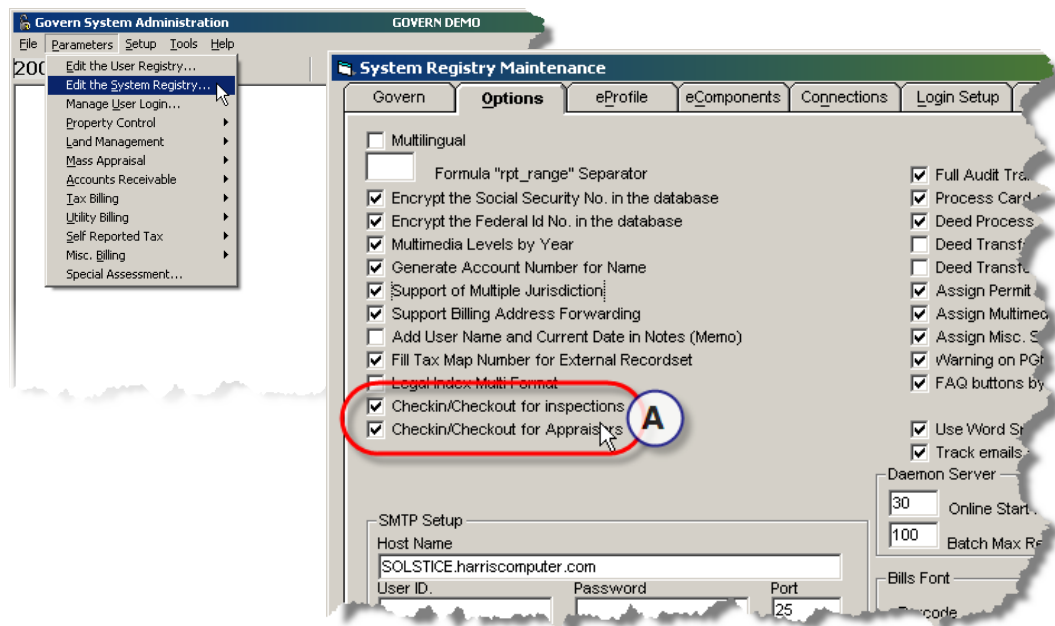 Govern System Administration GOVERN DEMO
File Parameters Setup Tools Help
Edit the User Registry...
Edit the System Registry...
Manage User Login...
Property Control
Land Management
Mass Appraisal
Accounts Receivable
Tax Billing
Utility Billing
Self Reported Tax
Misc. Billing
Special Assessment...
System Registry Maintenance
Govern Options eProfile eComponents Connections Login Setup
Multilingual
Formula "rpt_range" Separator
Encrypt the Social Security No. in the database
Encrypt the Federal Id No. in the database
Multimedia Levels by Year
Generate Account Number for Name
Support of Multiple Jurisdiction
Support Billing Address Forwarding
Add User Name and Current Date in Notes (Memo)
Fill Tax Map Number for External Recordset
Legal Index Multi Format
Checkin/Checkout for inspections
Checkin/Checkout for Appraisers
A
Full Audit
Process Card
Deed Process
Deed
Deed
Assign Permit
Assign
Assign Misc.
Warning on
FAQ buttons by
Use Word
Track emails
Daemon Server
30 Online Start
100 Batch Max
SMTP Setup
Host Name
SOLSTICE.harriscomputer.com
User ID. Password Port
25
Bills Font